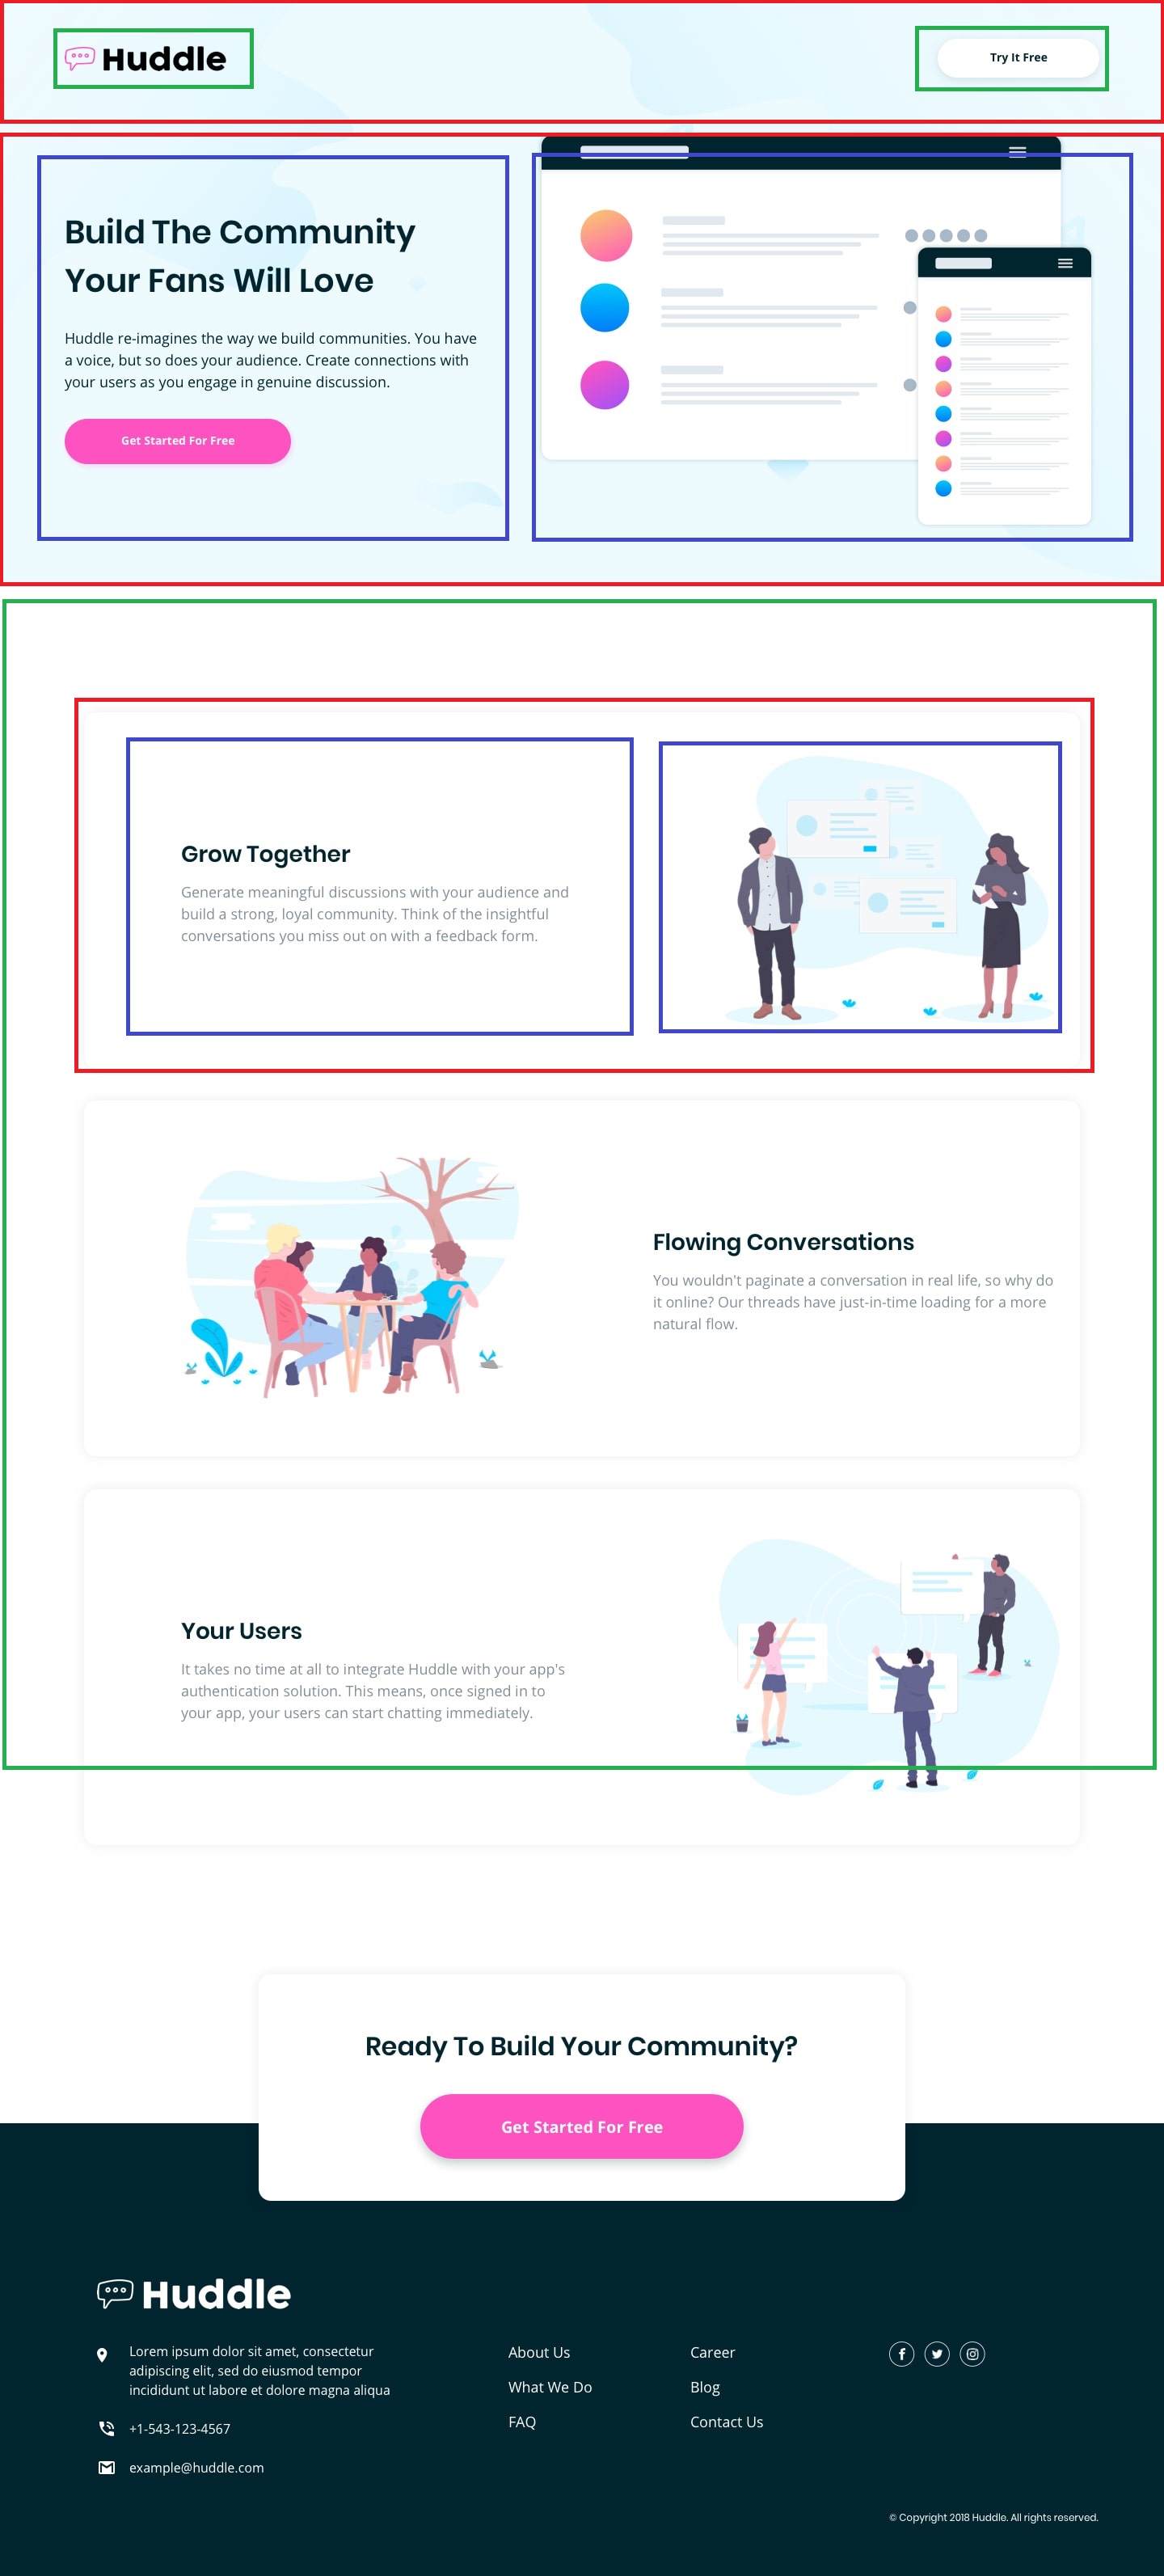 Huddle
Try It Free
Build The Community
Your Fans Will Love
Huddle re-imagines the way we build communities. You have
a voice, but so does your audience. Create connections with
your users as you engage in genuine discussion.
Get Started For Free
Grow Together
Generate meaningful discussions with your audience and
build a strong, loyal community. Think of the insightful
conversations you miss out on with a feedback form.
Flowing Conversations
You wouldn't paginate a conversation in real life, so why do
it online? Our threads have just-in-time loading for a more
natural flow.
Your Users
It takes no time at all to integrate Huddle with your app's
authentication solution. This means, once signed in to
your app, your users can start chatting immediately.
Ready To Build Your Community?
Get Started For Free
Huddle
Lorem ipsum dolor sit amet, consectetur
adipiscing elit, sed do eiusmod tempor
incididunt ut labore et dolore magna aliqua
+1-543-123-4567
example@huddle.com
About Us
What We Do
FAQ
Career
Blog
Contact Us
© Copyright 2018 Huddle. All rights reserved.